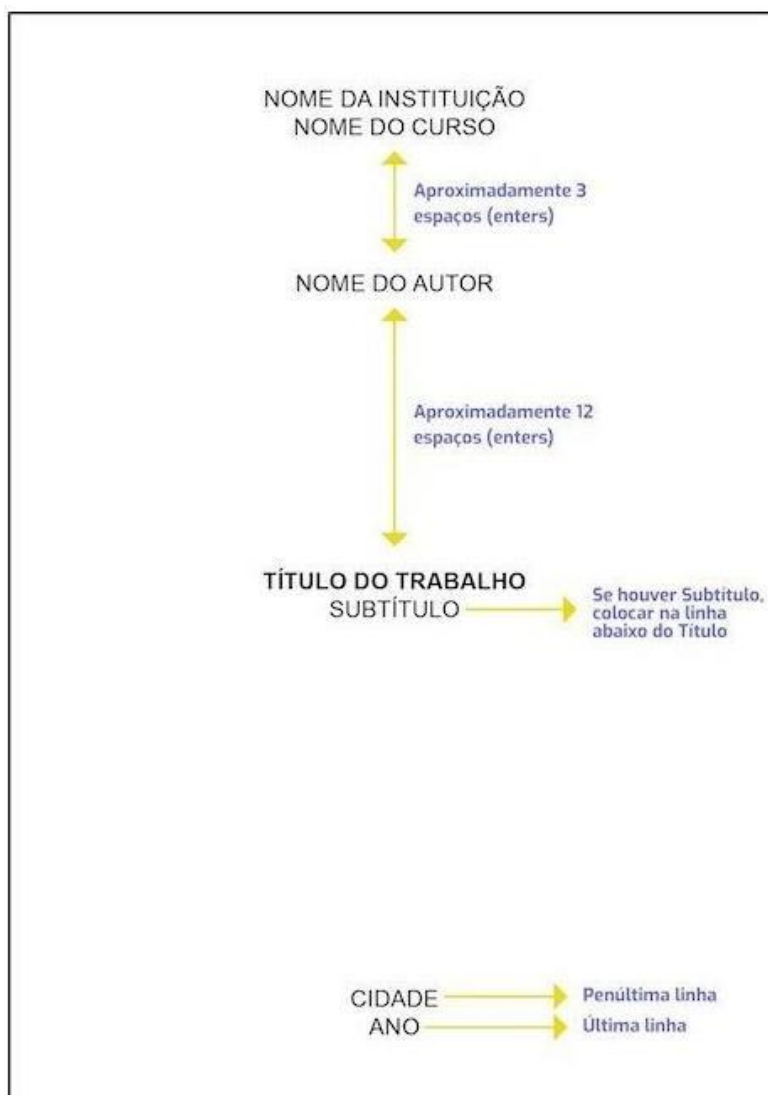 NOME DA INSTITUIÇÃO
NOME DO CURSO
Aproximadamente 3
espaços (enters)
NOME DO AUTOR
Aproximadamente 12
espaços (enters)
TÍTULO DO TRABALHO
SUBTÍTULO
Se houver Subtítulo,
colocar na linha
abaixo do Título
CIDADE
Penúltima linha
ANO
Última linha